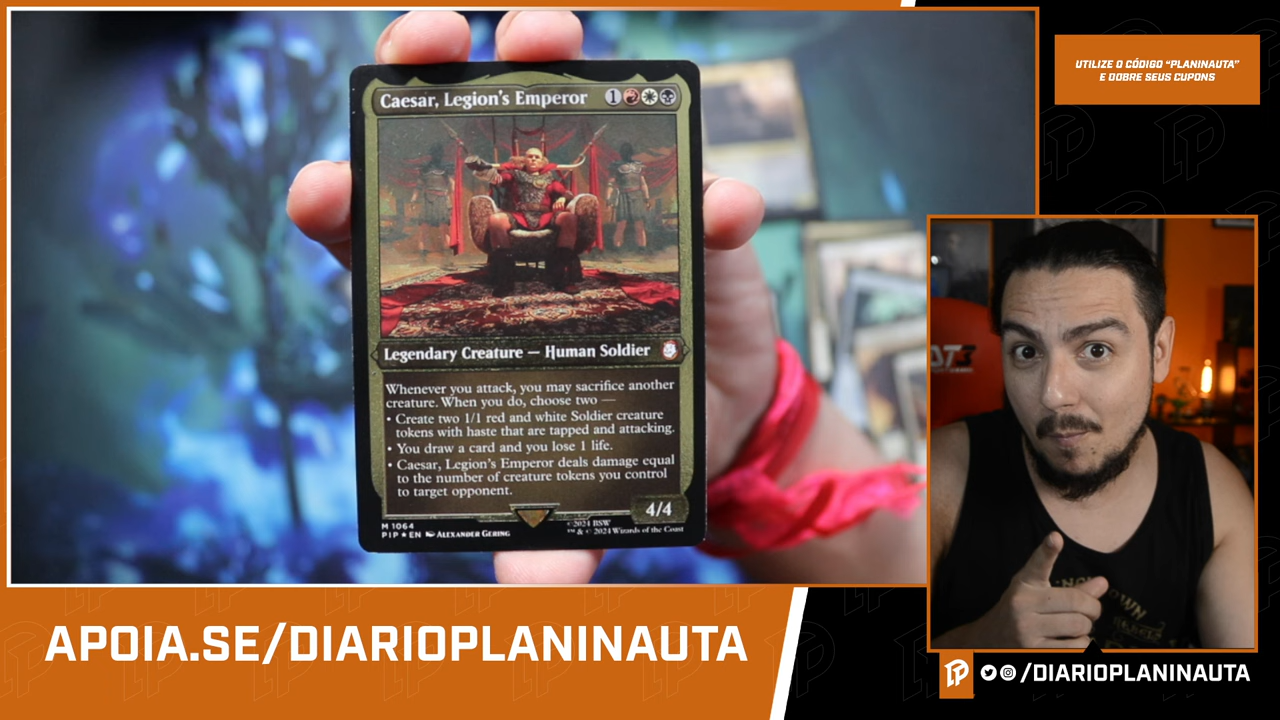 UTILIZE O CÓDIGO “PLANINAUTA”
E DOBRE SEUS CUPONS
Caesar, Legion's Emperor 1
Legendary Creature — Human Soldier
Whenever you attack, you may sacrifice another
creature. When you do, choose two —
• Create two 1/1 red and white Soldier creature
tokens with haste that are tapped and attacking.
• You draw a card and you lose 1 life.
• Caesar, Legion's Emperor deals damage equal
to the number of creature tokens you control
to target opponent.
4/4
M 1064
PIP ★ EN ALEXANDER GERING
©2024 BSW
™ & © 2024 Wizards of the Coast
APOIA.SE/DIARIOPLANINAUTA
/DIARIOPLANINAUTA